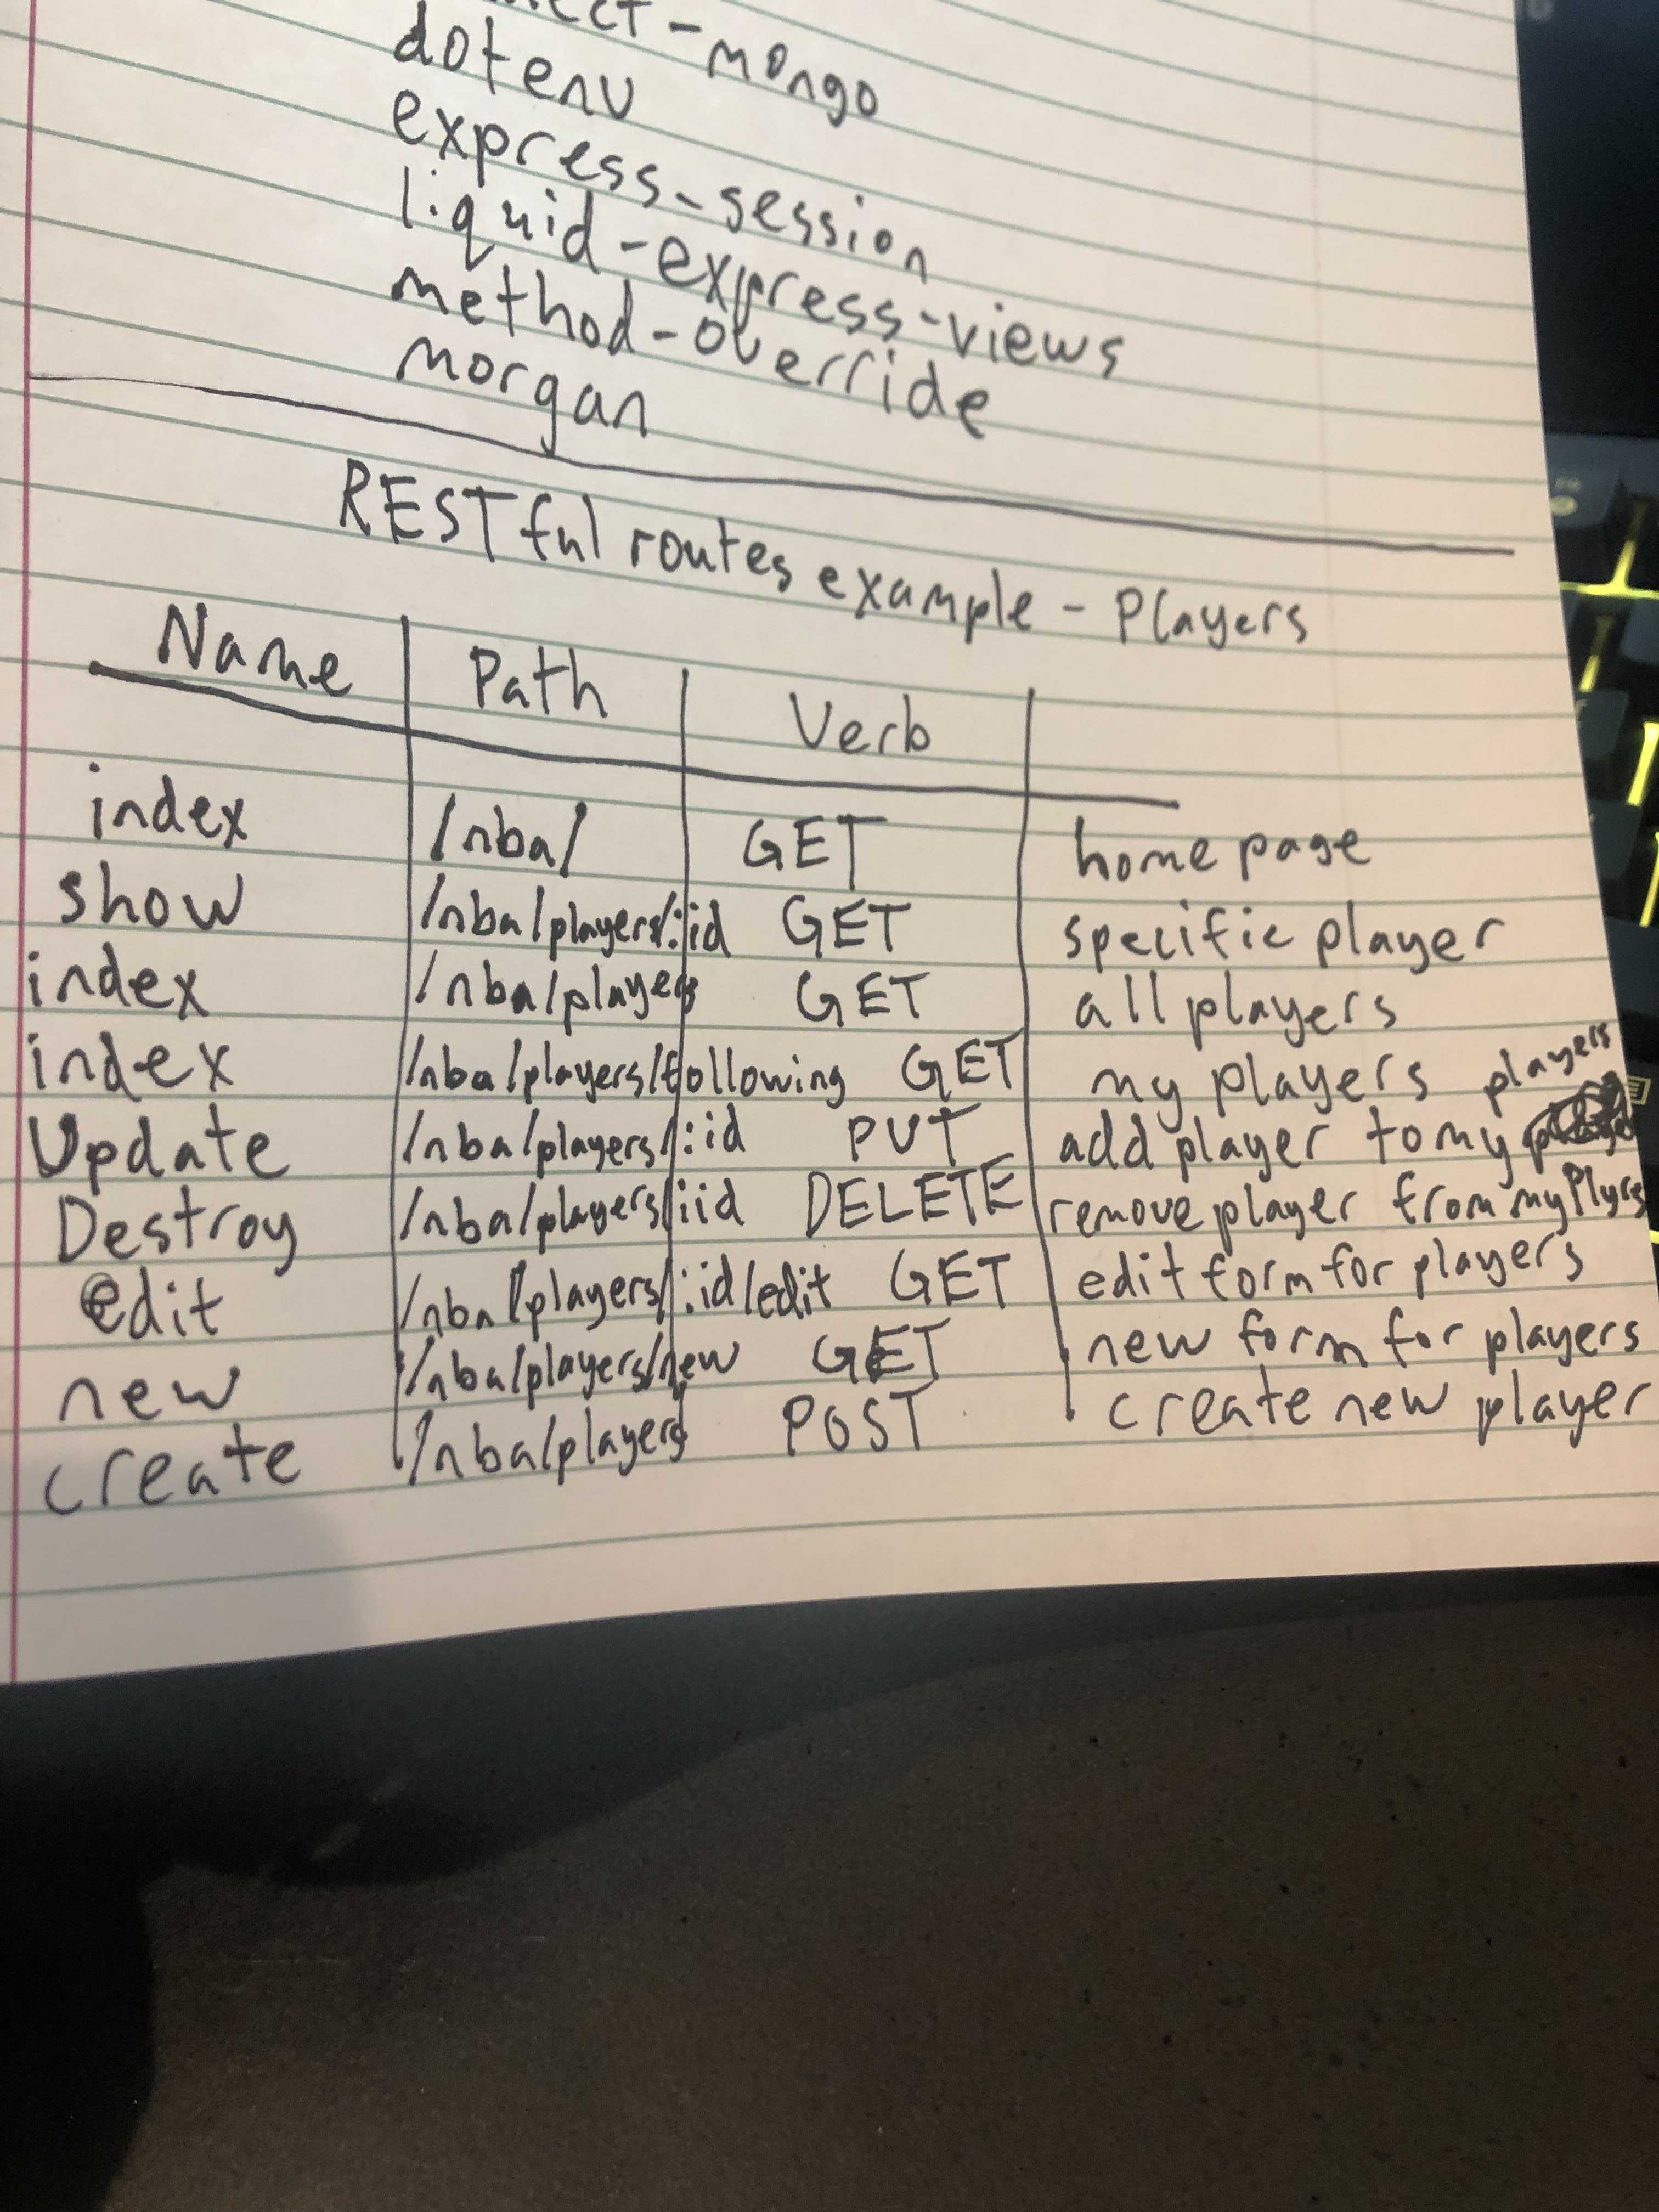 -mongo
dotenv
express-session
liquid-express-views
method-override
morgan
RESTful routes example - Players
Name Path Verb
index /nba/ GET home page
show /nba/players/:id GET specific player
index /nba/players GET all players
index /nba/players/following GET my players
players
Update /nba/players/:id PUT add player to my
Destroy /nba/players/:id DELETE remove player from my Plyrs
edit /nba/players/:id/edit GET edit form for players
new /nba/players/new GET new form for players
create /nba/players POST create new player